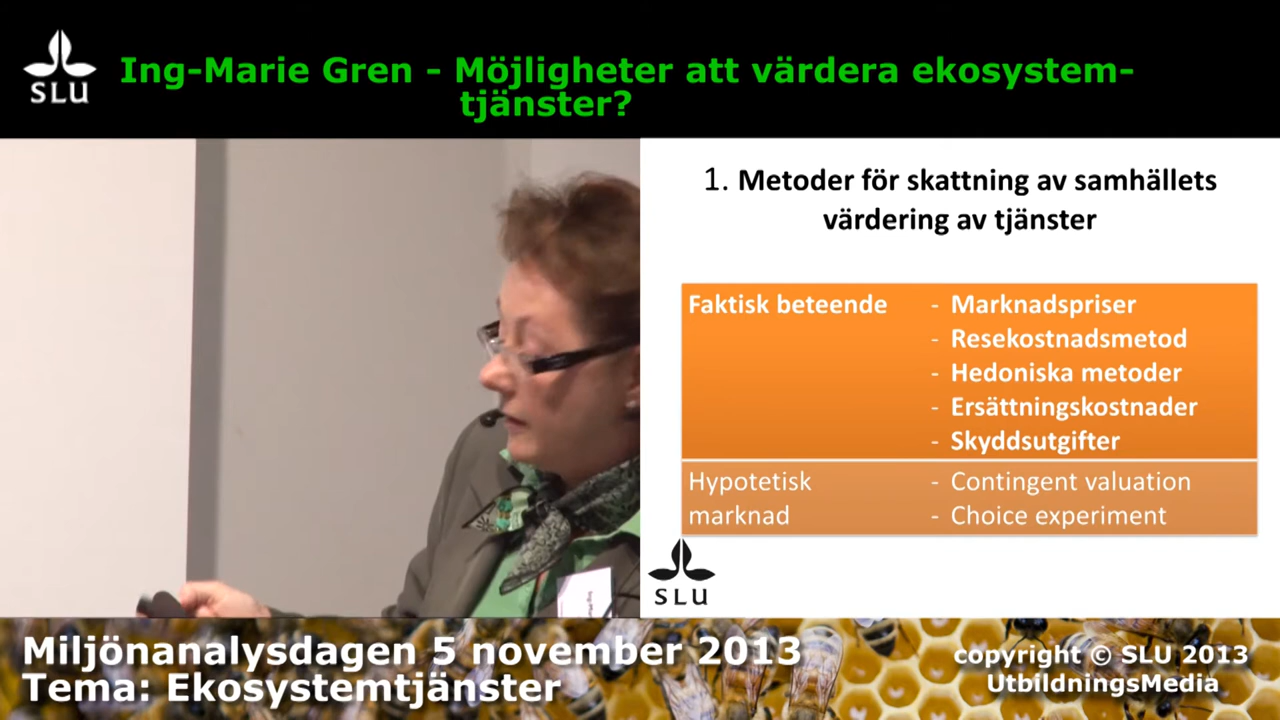 SLU
Ing-Marie Gren - Möjligheter att värdera ekosystem-
tjänster?
1. Metoder för skattning av samhällets
värdering av tjänster
Faktisk beteende
- Marknadspriser
- Resekostnadsmetod
- Hedoniska metoder
- Ersättningskostnader
- Skyddsutgifter
Hypotetisk
marknad
- Contingent valuation
- Choice experiment
SLU
Miljönanalysdagen 5 november 2013
Tema: Ekosystemtjänster
copyright © SLU 2013
UtbildningsMedia